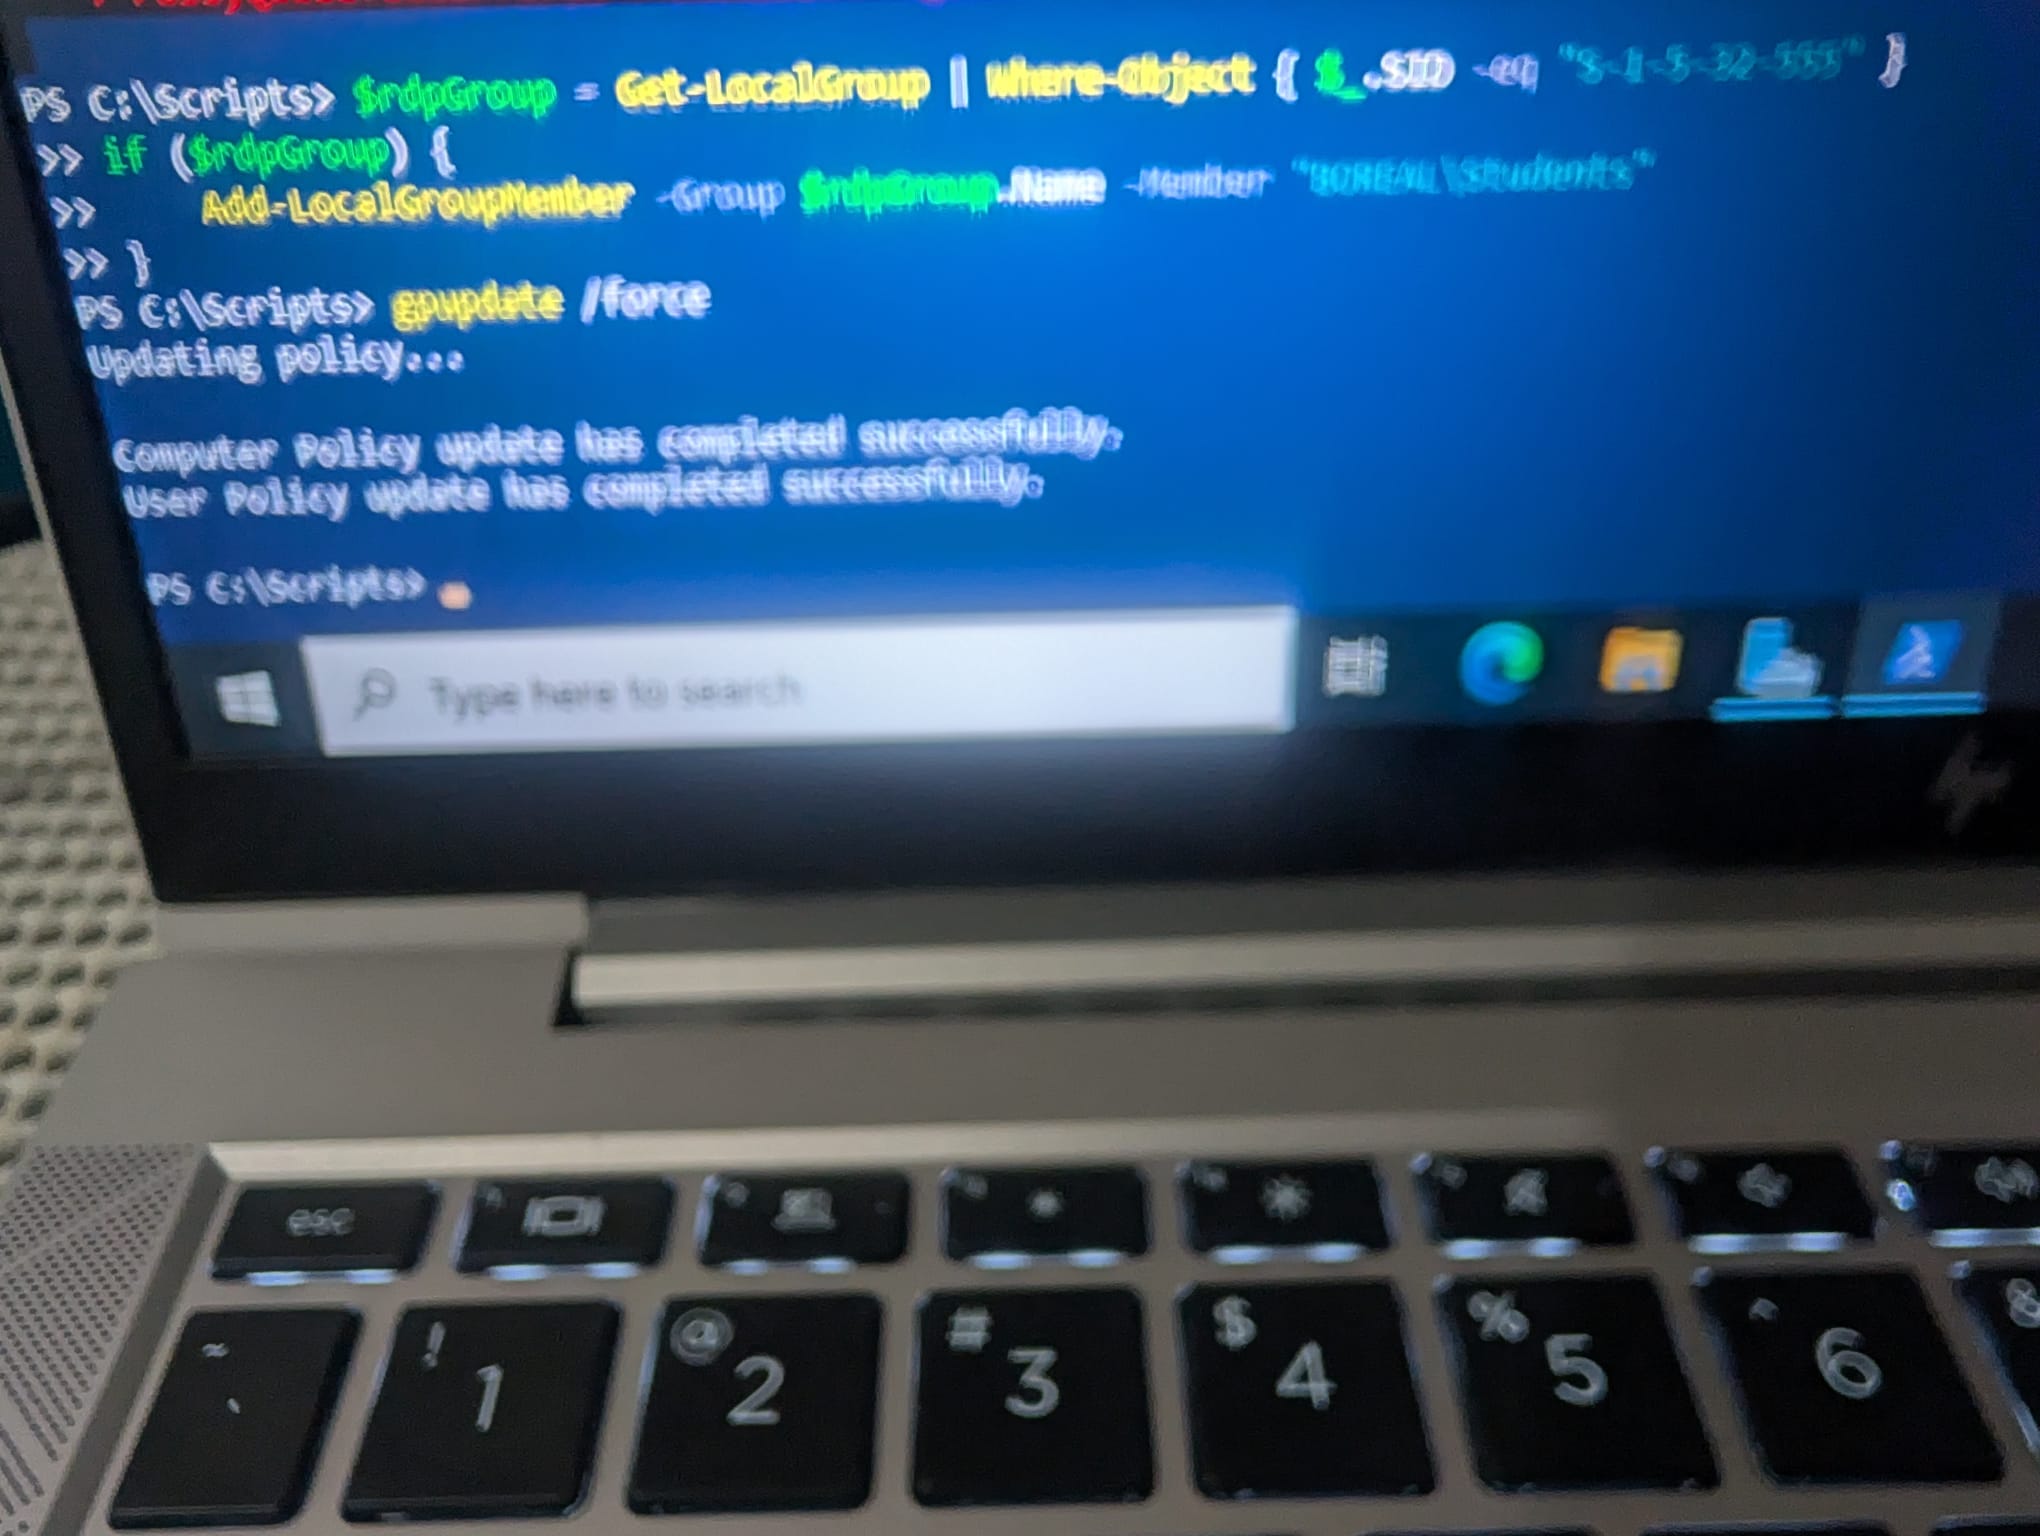 PS C:\Scripts> $rdpGroup = Get-LocalGroup | Where-Object { $_.SID -eq "S-1-5-32-555" }
>> if ($rdpGroup) {
>>     Add-LocalGroupMember -Group $rdpGroup.Name -Member "BOREAL\Students"
>> }
PS C:\Scripts> gpupdate /force
Updating policy...
Computer Policy update has completed successfully.
User Policy update has completed successfully.
PS C:\Scripts>
Type here to search
esc
~ ! @ # $ % ^
` 1 2 3 4 5 6